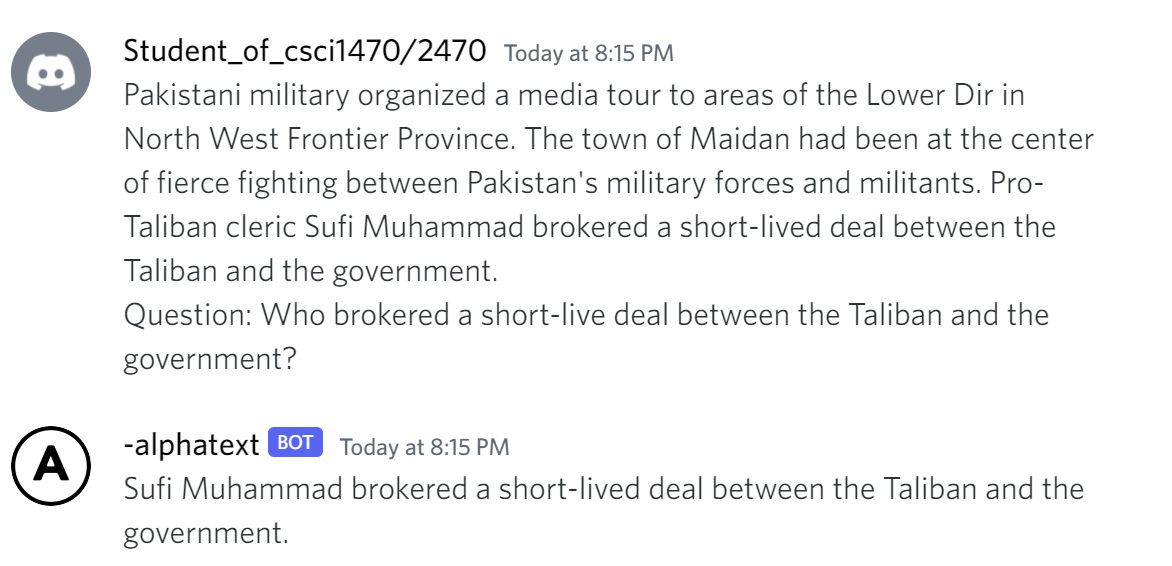 Student_of_csci1470/2470 Today at 8:15 PM
Pakistani military organized a media tour to areas of the Lower Dir in
North West Frontier Province. The town of Maidan had been at the center
of fierce fighting between Pakistan's military forces and militants. Pro-
Taliban cleric Sufi Muhammad brokered a short-lived deal between the
Taliban and the government.
Question: Who brokered a short-live deal between the Taliban and the
government?
A
-alphatext BOT Today at 8:15 PM
Sufi Muhammad brokered a short-lived deal between the Taliban and the
government.